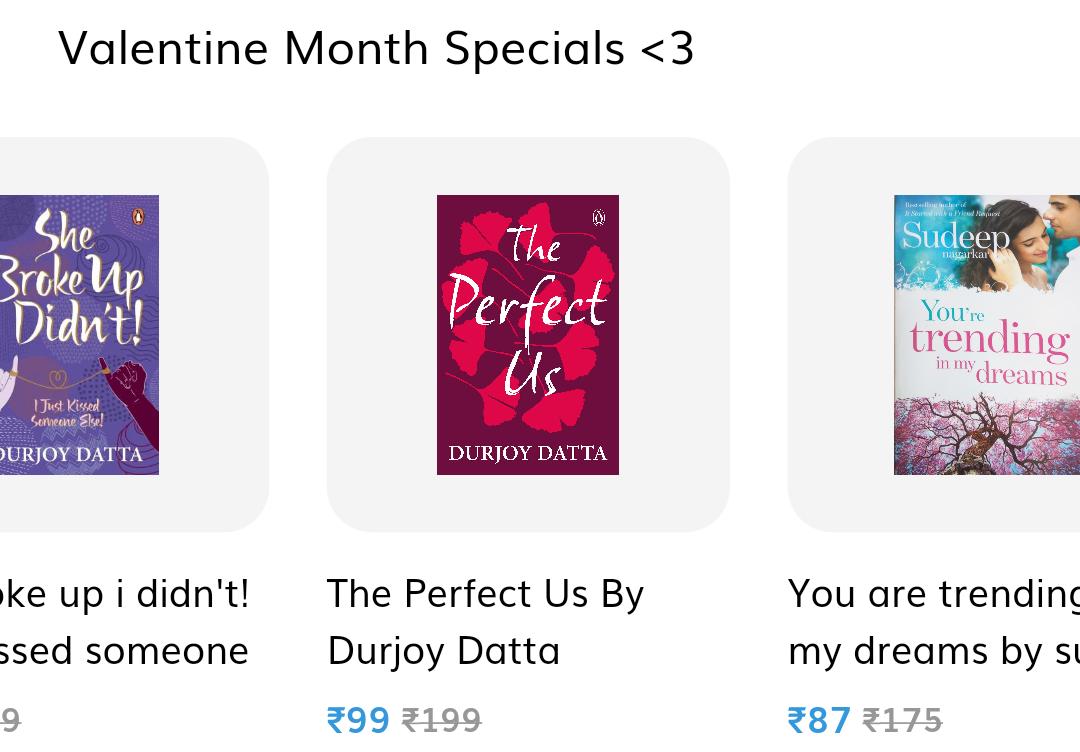 Valentine Month Specials <3
She
Broke Up
Didn't!
I Just Kissed
Someone Else!
DURJOY DATTA
The
Perfect
Us
DURJOY DATTA
Best-selling author of
It Started with a Friend Request
Sudeep
nagarkar
You're
trending
in my
dreams
oke up i didn't!
ssed someone
9
The Perfect Us By
Durjoy Datta
₹99 ₹199
You are trending
my dreams by su
₹87 ₹175